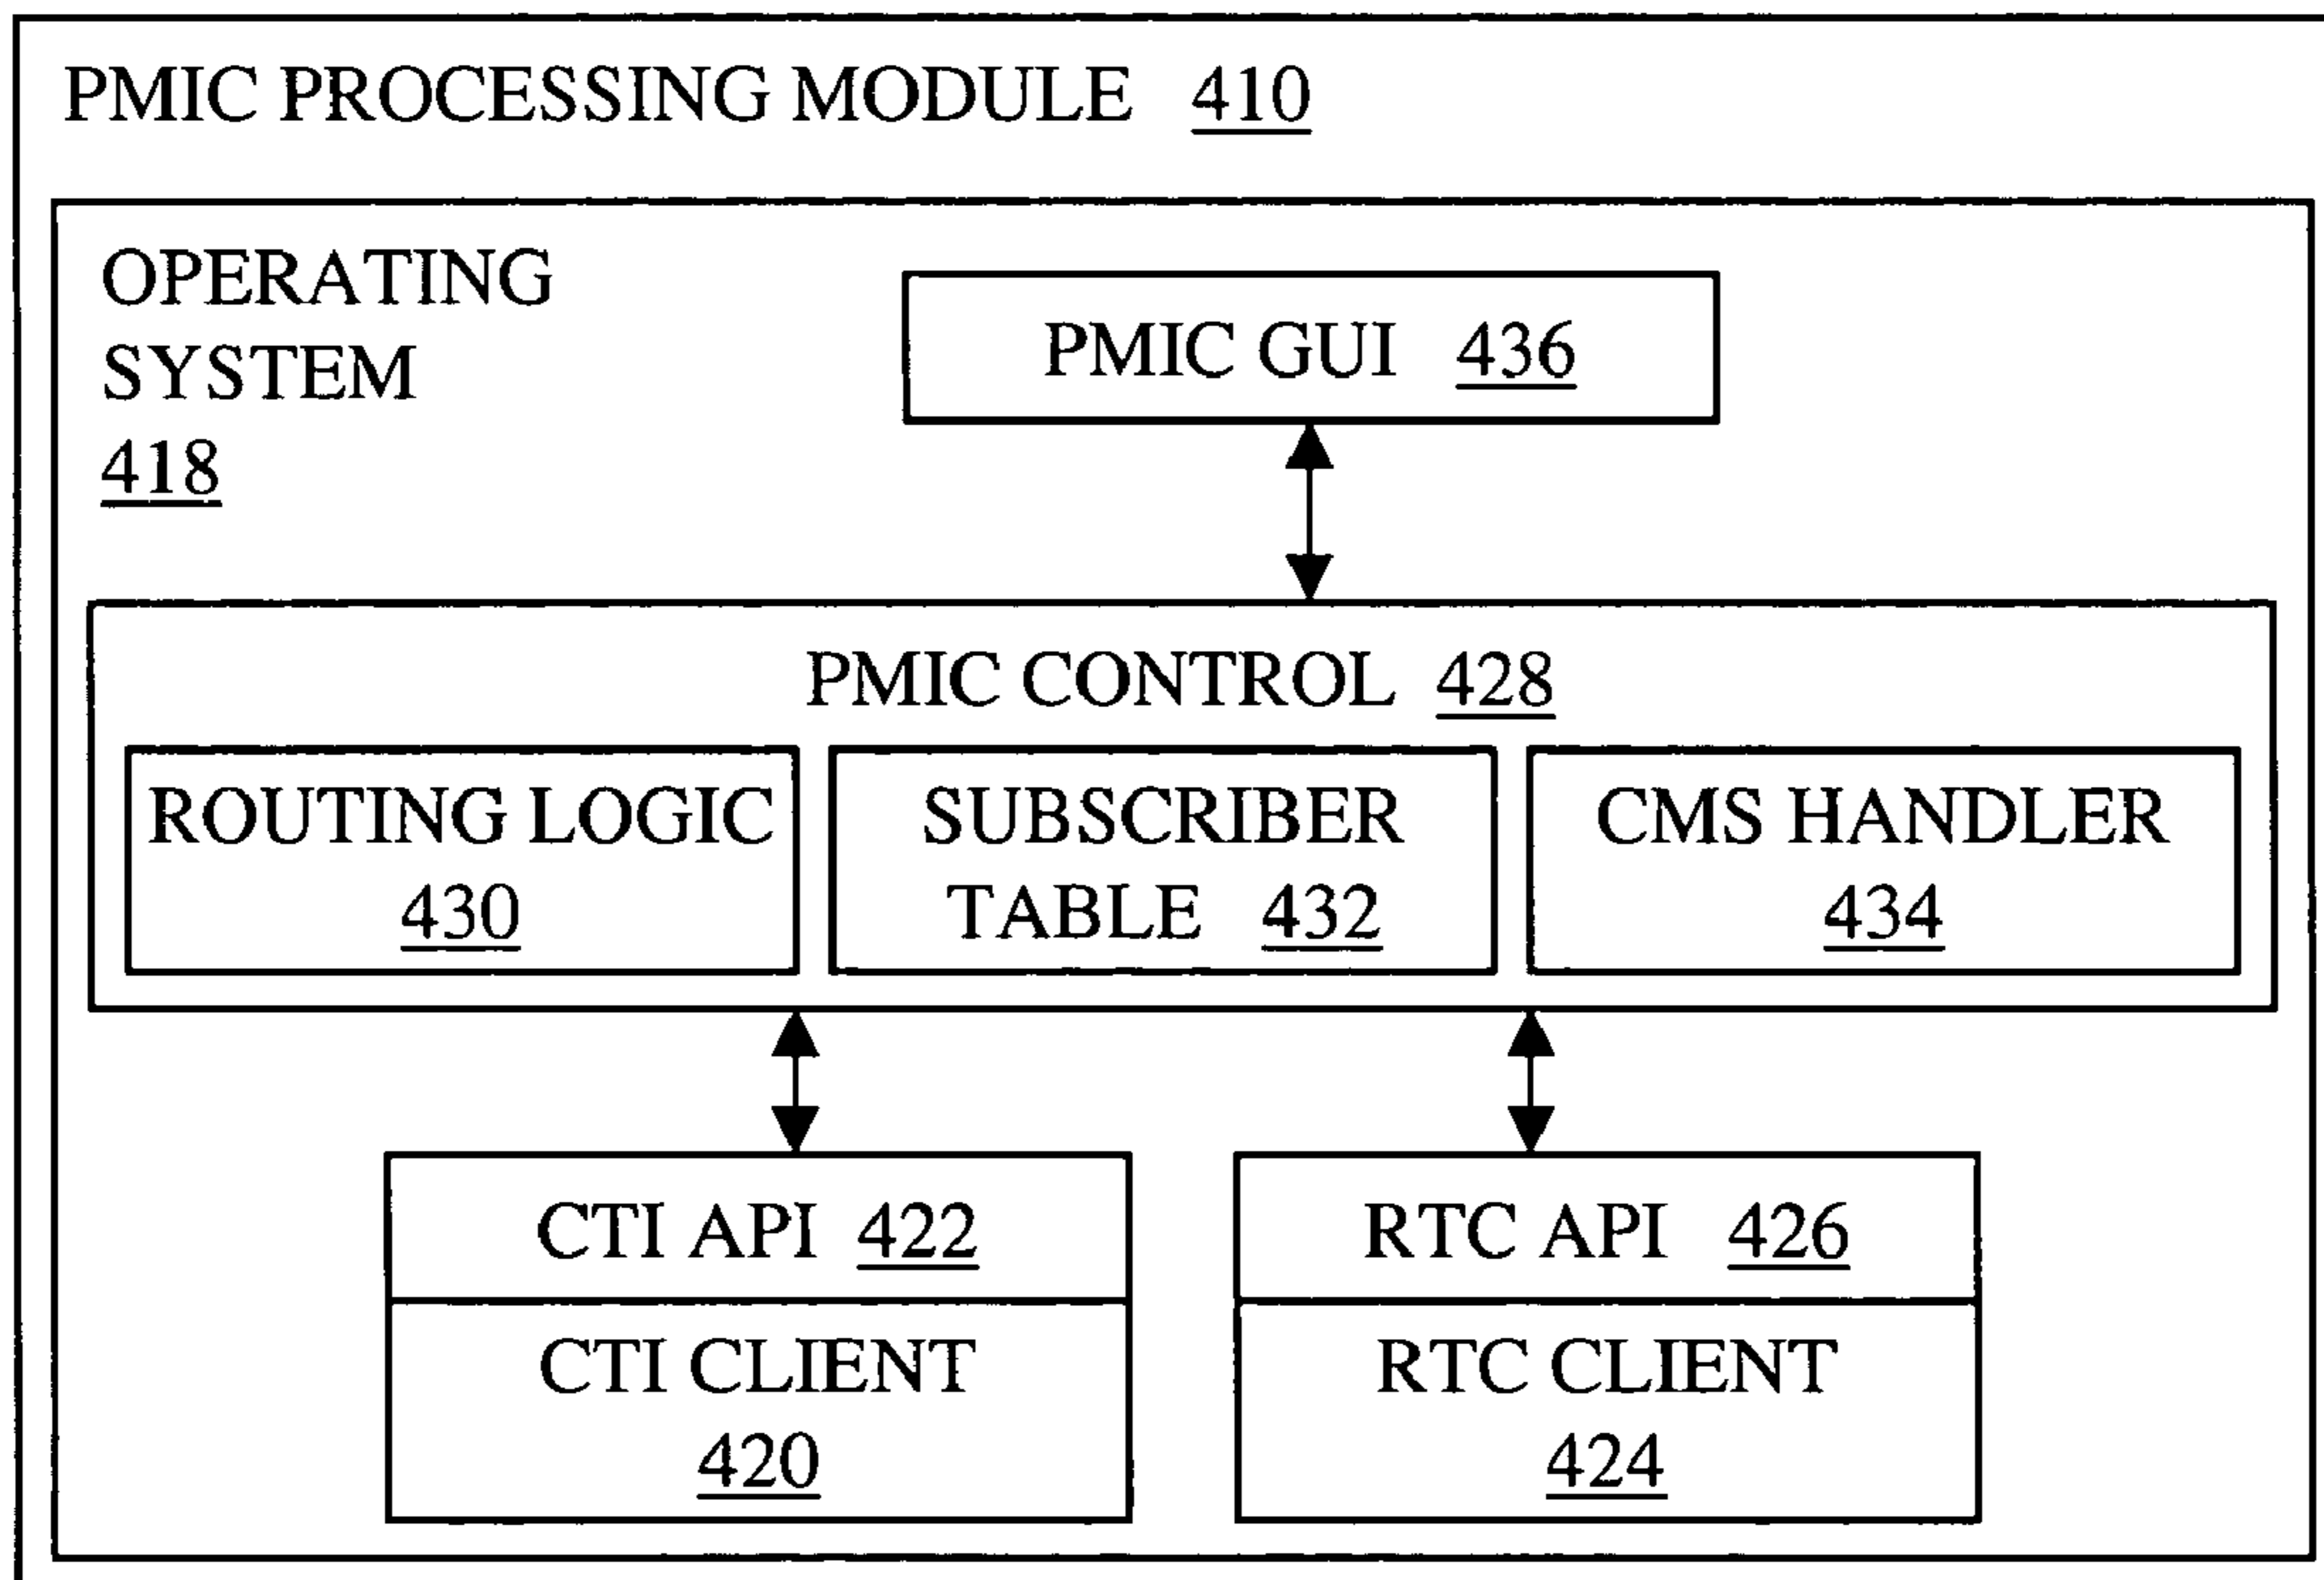 PMIC PROCESSING MODULE 410
OPERATING
SYSTEM
418
PMIC GUI 436
PMIC CONTROL 428
ROUTING LOGIC
430
SUBSCRIBER
TABLE 432
CMS HANDLER
434
CTI API 422
CTI CLIENT
420
RTC API 426
RTC CLIENT
424